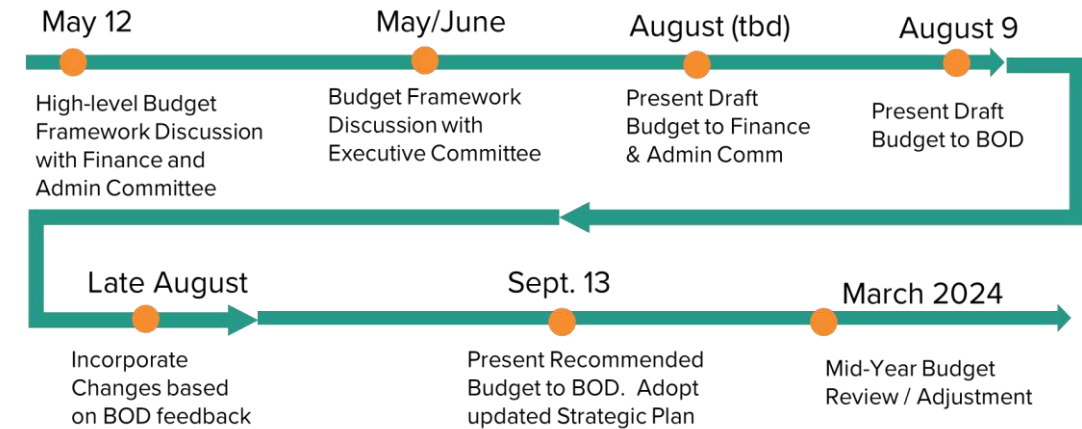 May 12
High-level Budget
Framework Discussion
with Finance and
Admin Committee
May/June
Budget Framework
Discussion with
Executive Committee
August (tbd)
Present Draft
Budget to Finance
& Admin Comm
August 9
Present Draft
Budget to BOD
Late August
Incorporate
Changes based
on BOD feedback
Sept. 13
Present Recommended
Budget to BOD.  Adopt
updated Strategic Plan
March 2024
Mid-Year Budget
Review / Adjustment